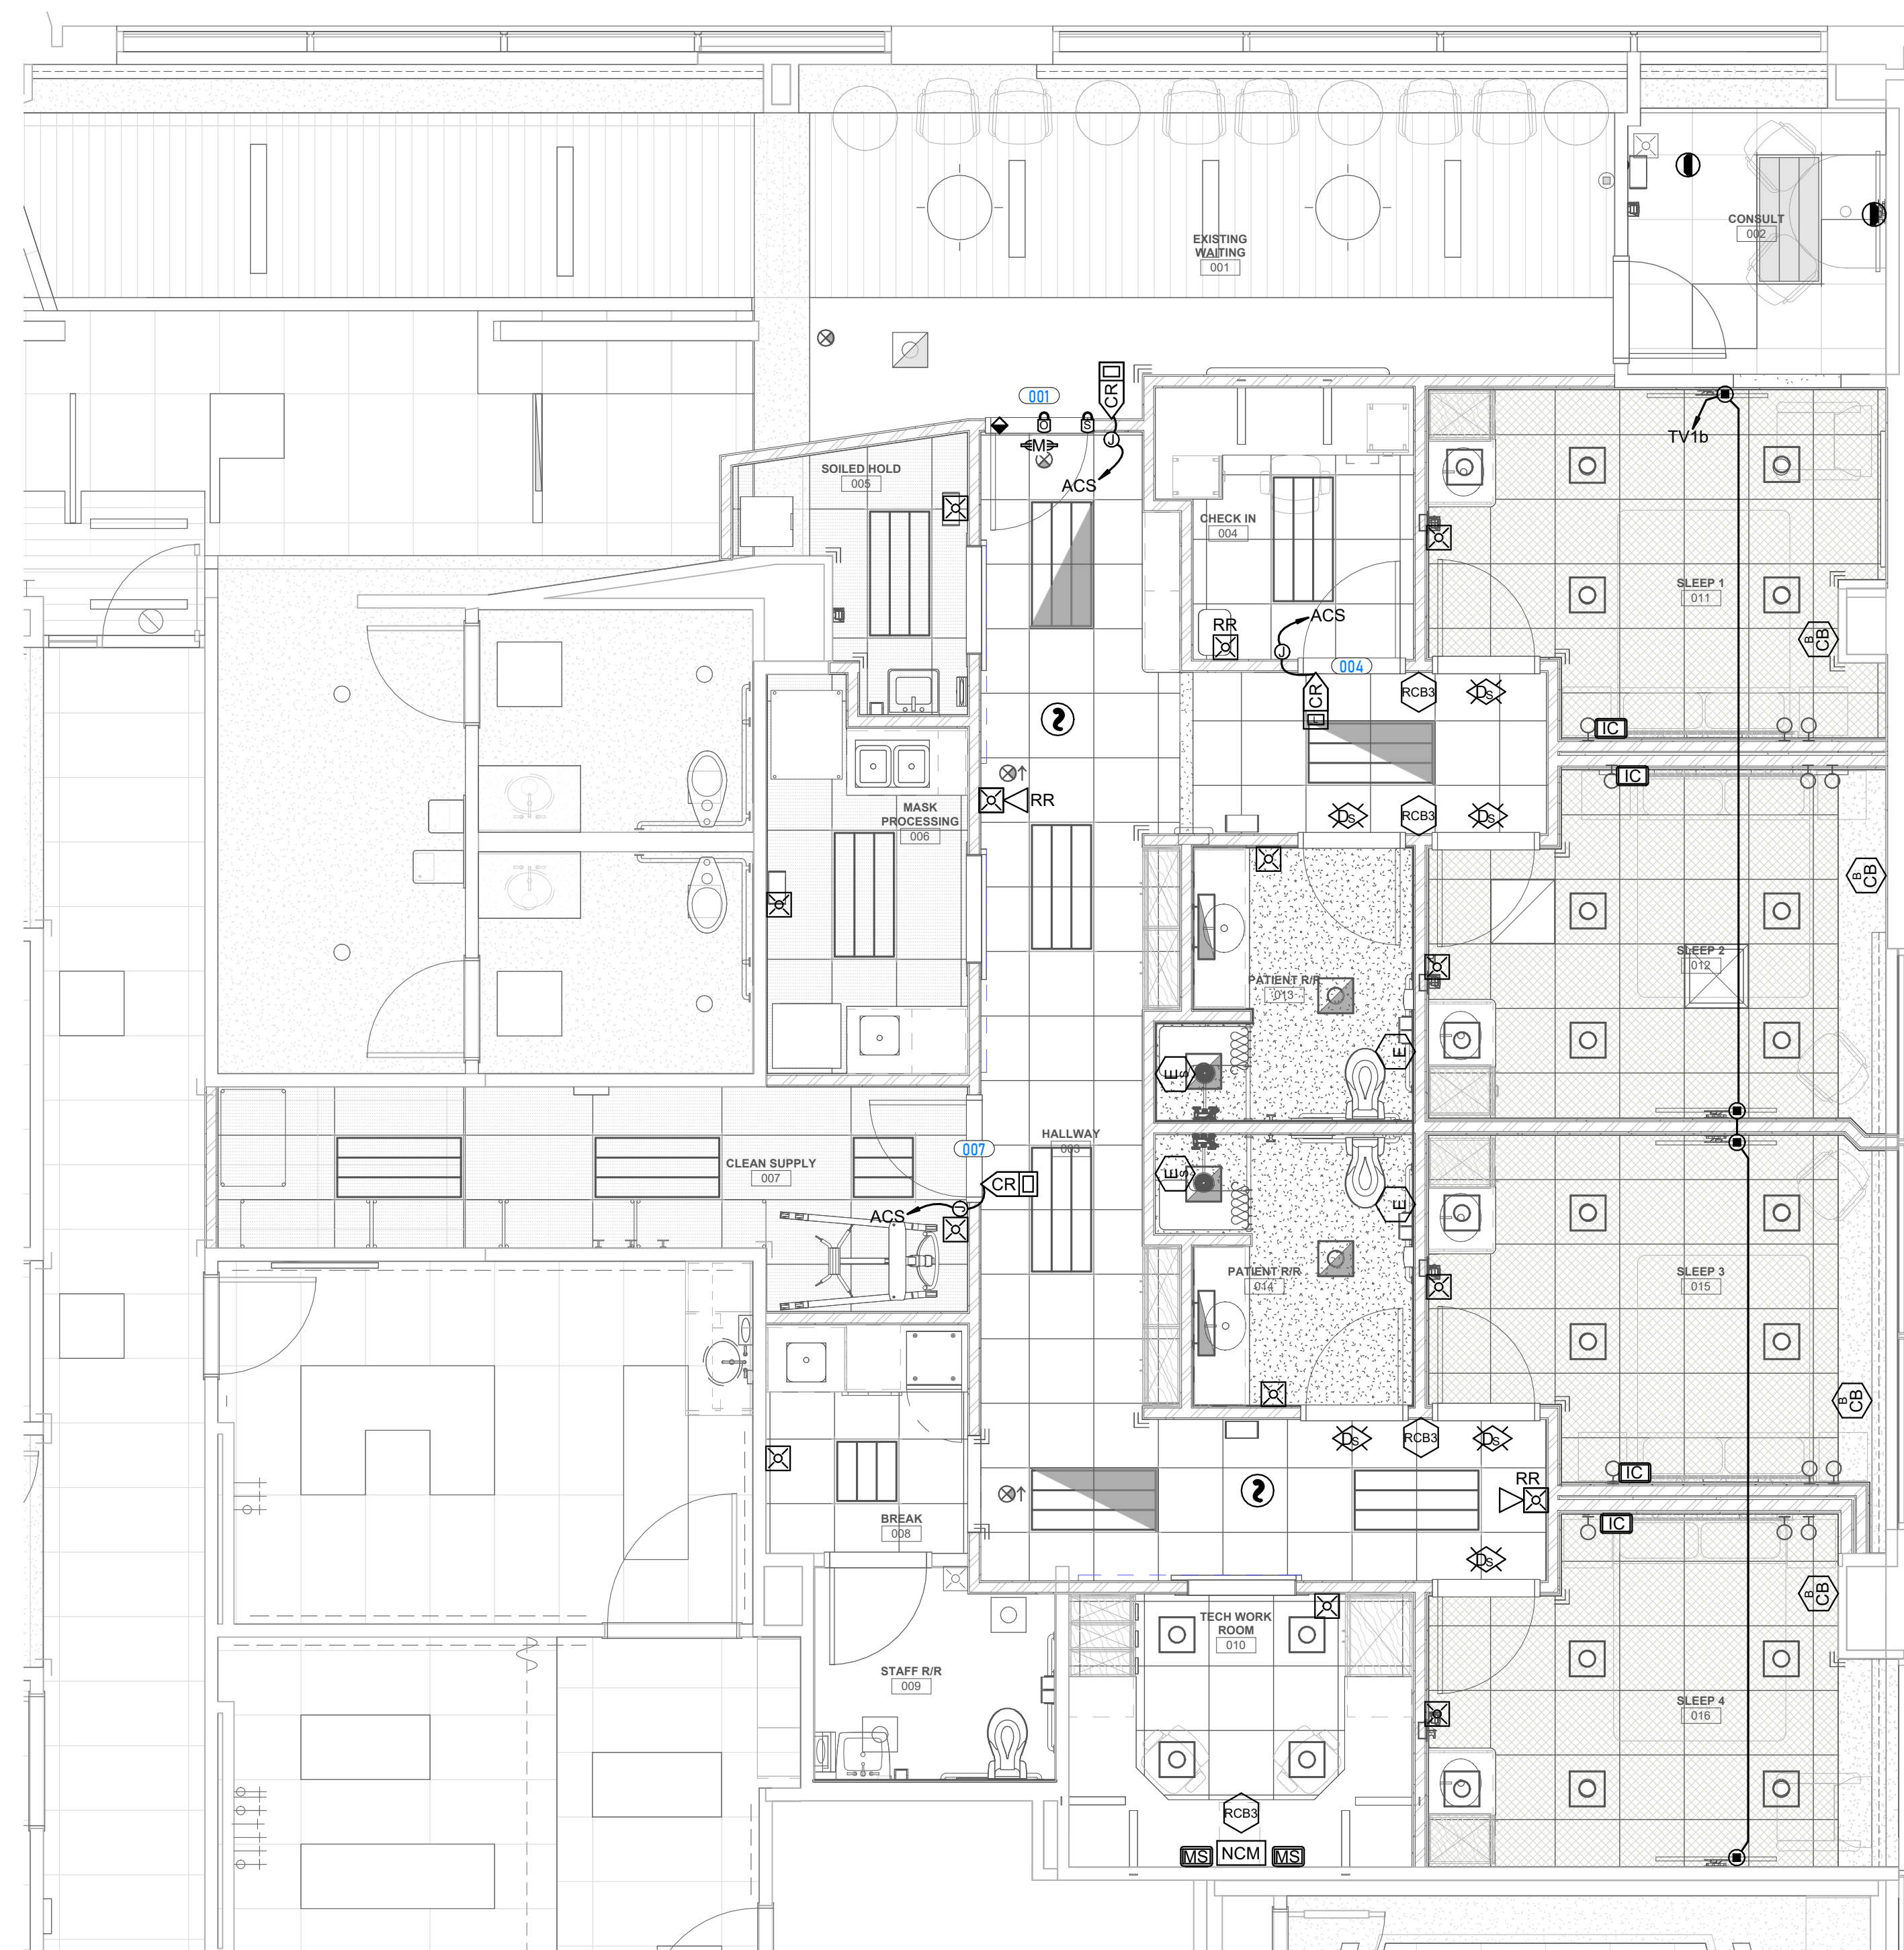 EXISTING
WAITING
001
CONSULT
002
001
CR
O
S
M
J
ACS
TV1b
SOILED HOLD
005
CHECK IN
004
SLEEP 1
011
RR
ACS
J
004
CR
RCB3
DS
B
CB
IC
IC
RR
MASK
PROCESSING
006
DS
RCB3
DS
B
CB
SLEEP 2
012
PATIENT R/R
013
E
ES
HALLWAY
003
007
CLEAN SUPPLY
007
CR
J
ACS
ES
E
PATIENT R/R
014
SLEEP 3
015
B
CB
DS
RCB3
DS
IC
RR
BREAK
008
IC
DS
B
CB
TECH WORK
ROOM
010
STAFF R/R
009
SLEEP 4
016
RCB3
MS
NCM
MS